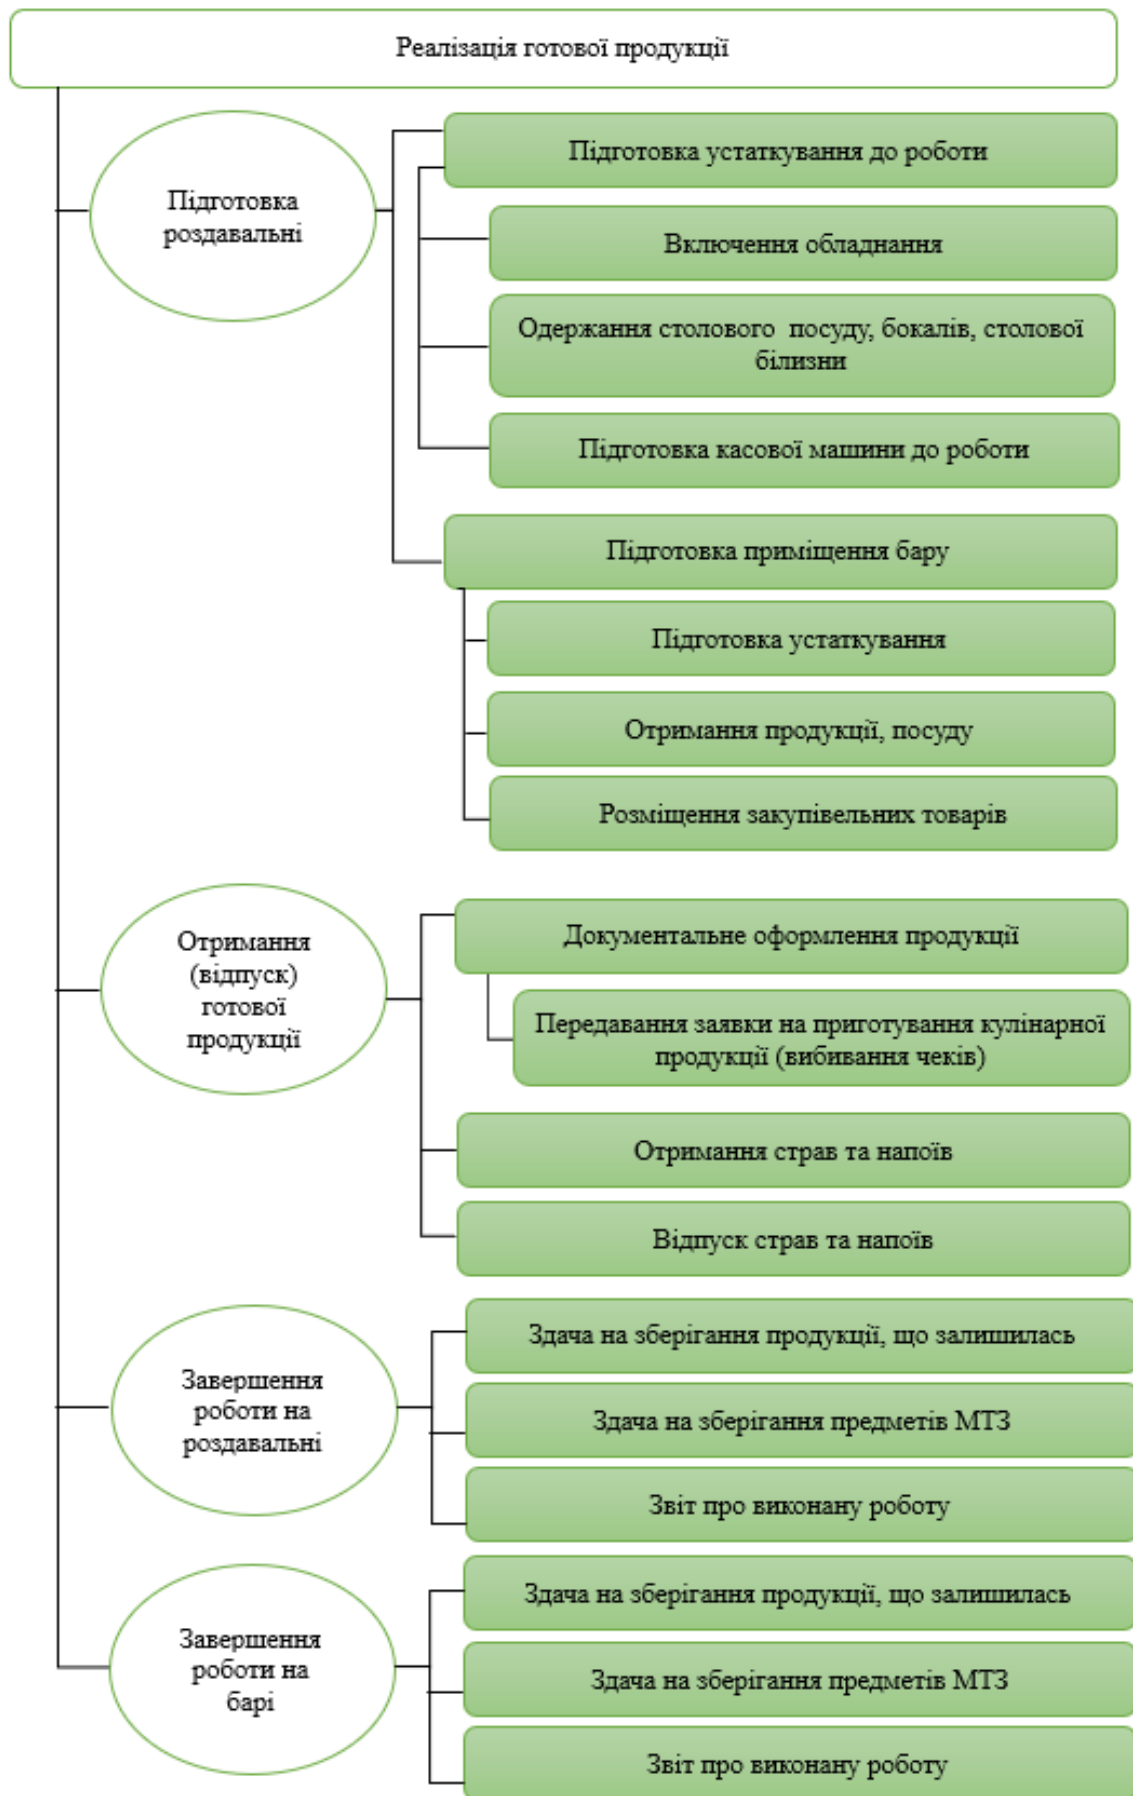 Реалізація готової продукції
Підготовка
роздавальні
Підготовка устаткування до роботи
Включення обладнання
Одержання столового посуду, бокалів, столової
білизни
Підготовка касової машини до роботи
Підготовка приміщення бару
Підготовка устаткування
Отримання продукції, посуду
Розміщення закупівельних товарів
Отримання
(відпуск)
готової
продукції
Документальне оформлення продукції
Передавання заявки на приготування кулінарної
продукції (вибивання чеків)
Отримання страв та напоїв
Відпуск страв та напоїв
Завершення
роботи на
роздавальні
Здача на зберігання продукції, що залишилась
Здача на зберігання предметів МТЗ
Звіт про виконану роботу
Завершення
роботи на
барі
Здача на зберігання продукції, що залишилась
Здача на зберігання предметів МТЗ
Звіт про виконану роботу